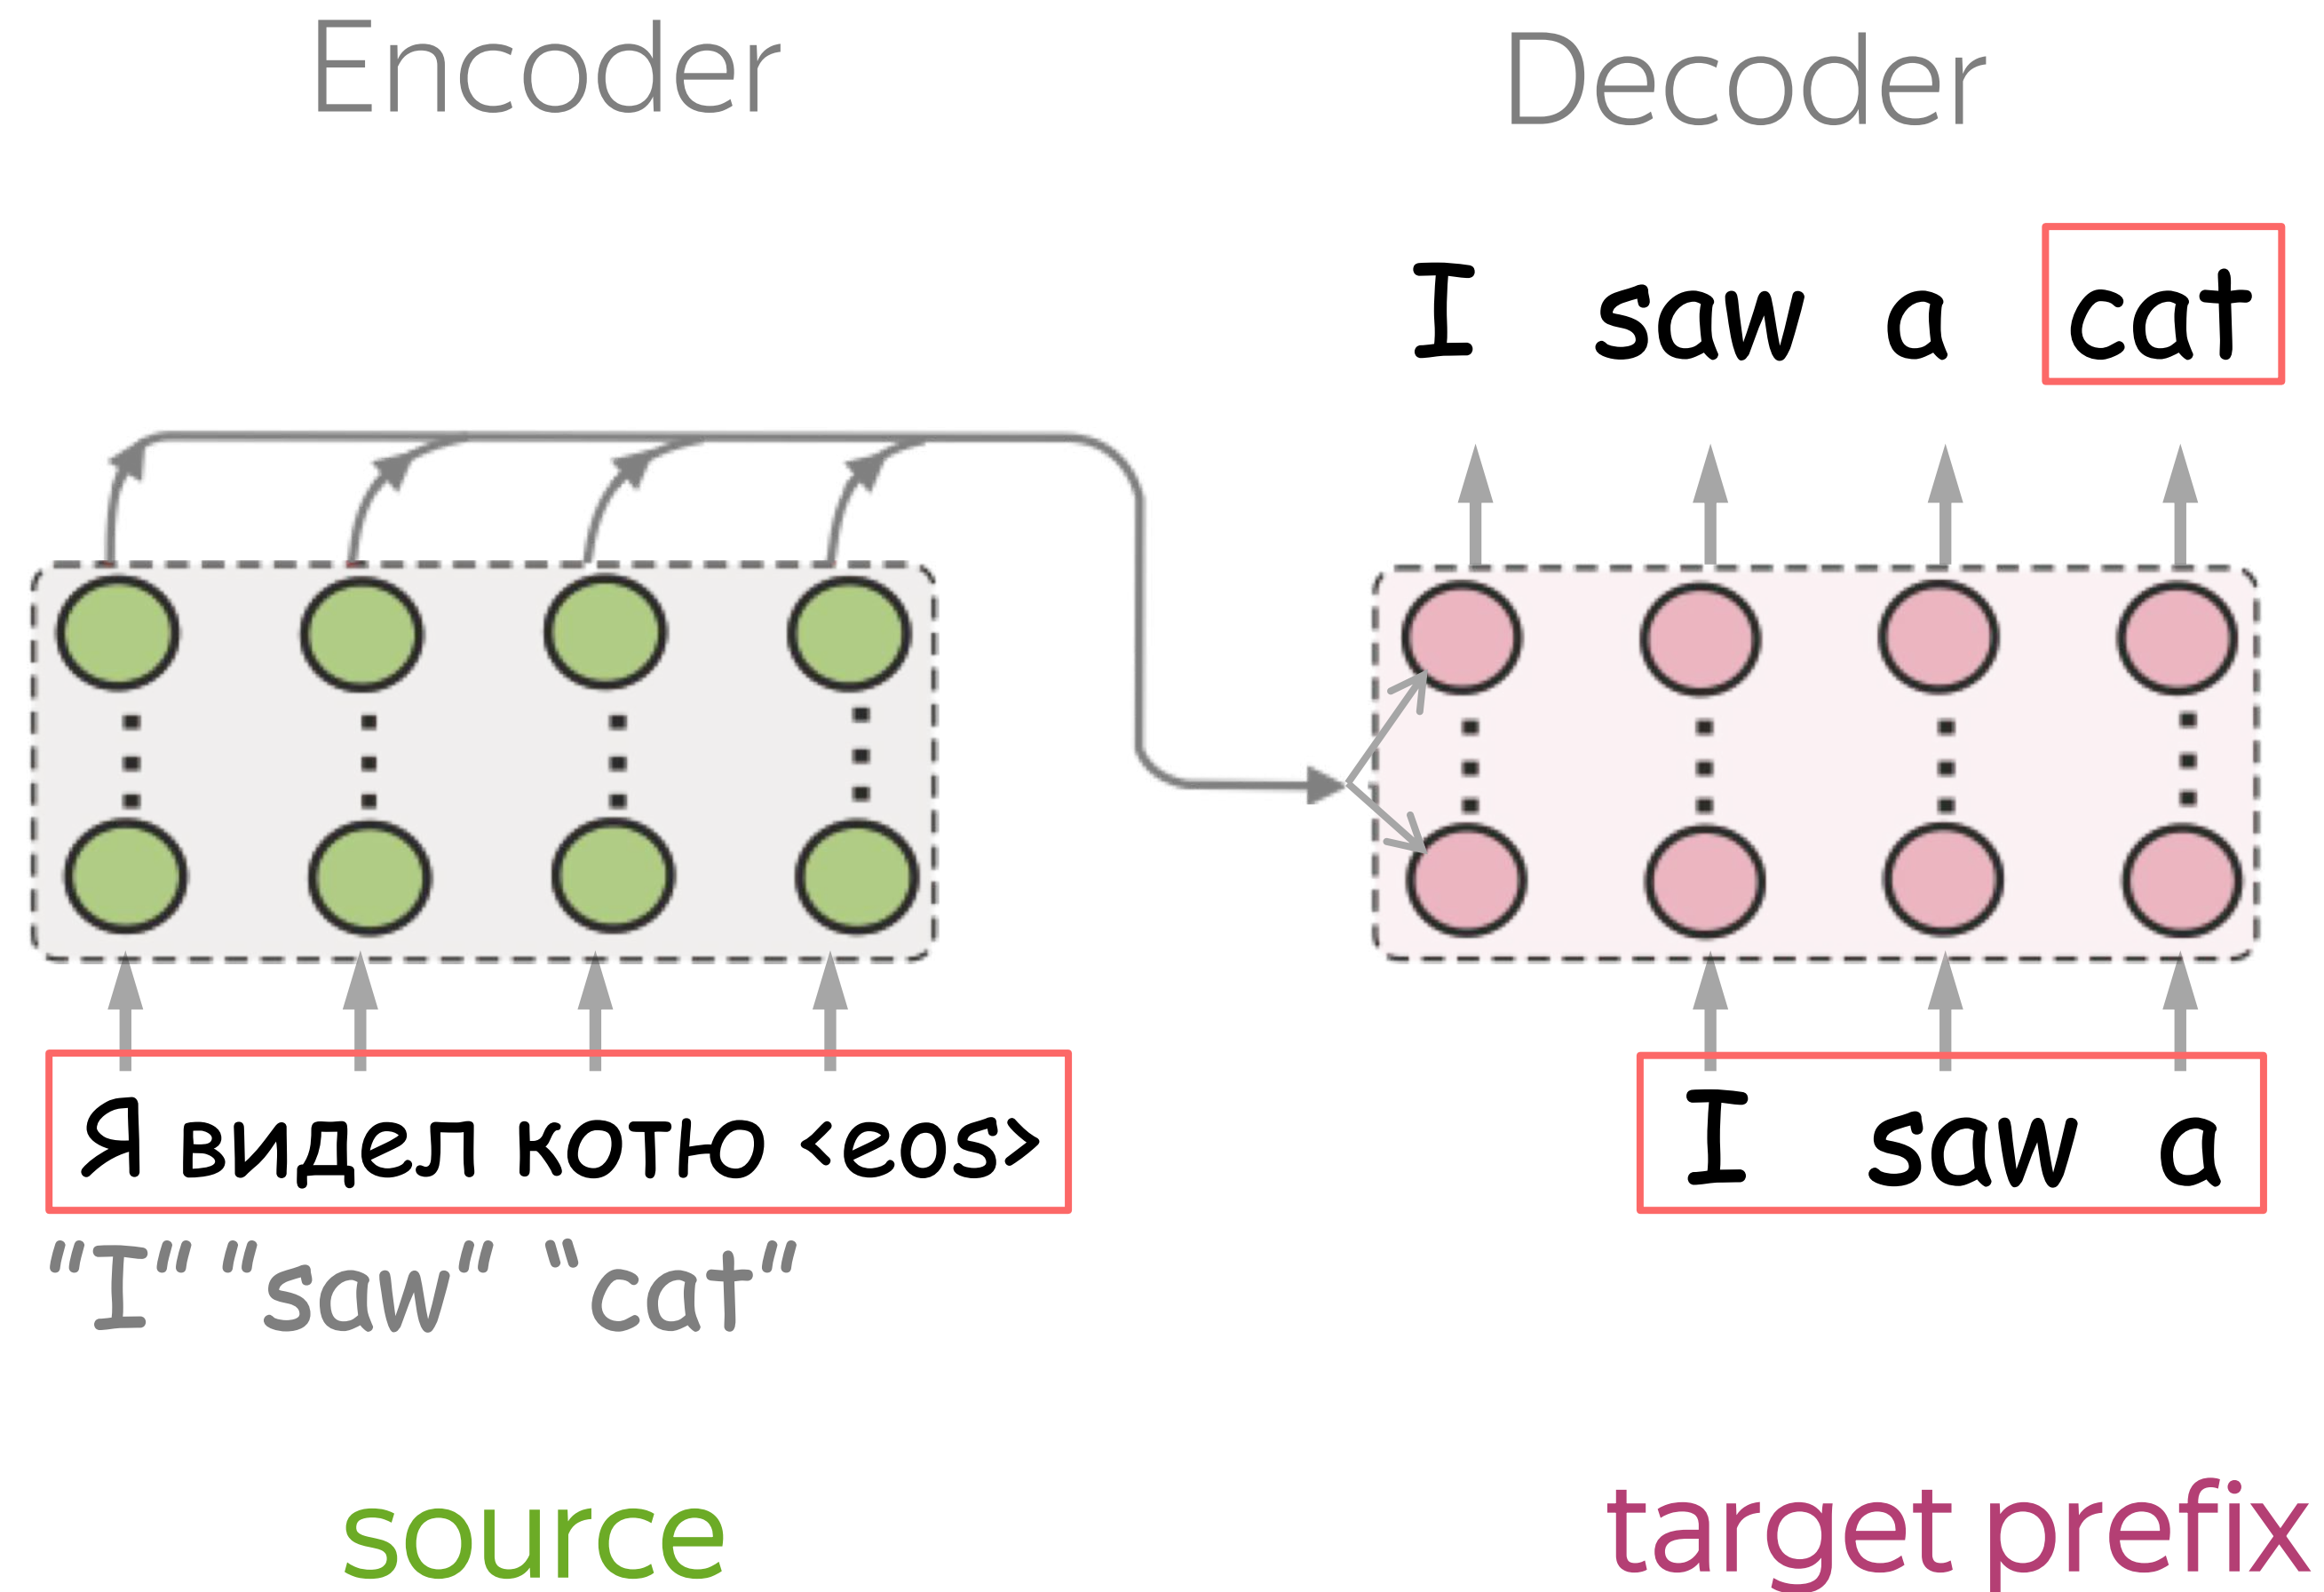 Encoder
Decoder
I saw a cat
Я видел котю <eos>
"I" "saw" "cat"
I saw a
source
target prefix